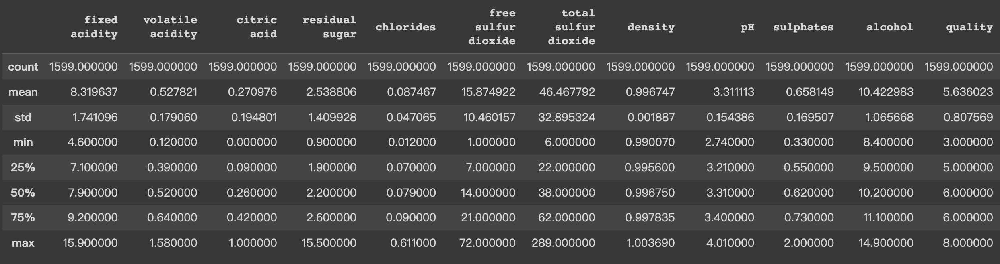 fixed acidity volatile acidity citric acid residual sugar chlorides free sulfur dioxide total sulfur dioxide density pH sulphates alcohol quality
count 1599.000000 1599.000000 1599.000000 1599.000000 1599.000000 1599.000000 1599.000000 1599.000000 1599.000000 1599.000000 1599.000000 1599.000000
mean 8.319637 0.527821 0.270976 2.538806 0.087467 15.874922 46.467792 0.996747 3.311113 0.658149 10.422983 5.636023
std 1.741096 0.179060 0.194801 1.409928 0.047065 10.460157 32.895324 0.001887 0.154386 0.169507 1.065668 0.807569
min 4.600000 0.120000 0.000000 0.900000 0.012000 1.000000 6.000000 0.990070 2.740000 0.330000 8.400000 3.000000
25% 7.100000 0.390000 0.090000 1.900000 0.070000 7.000000 22.000000 0.995600 3.210000 0.550000 9.500000 5.000000
50% 7.900000 0.520000 0.260000 2.200000 0.079000 14.000000 38.000000 0.996750 3.310000 0.620000 10.200000 6.000000
75% 9.200000 0.640000 0.420000 2.600000 0.090000 21.000000 62.000000 0.997835 3.400000 0.730000 11.100000 6.000000
max 15.900000 1.580000 1.000000 15.500000 0.611000 72.000000 289.000000 1.003690 4.010000 2.000000 14.900000 8.000000